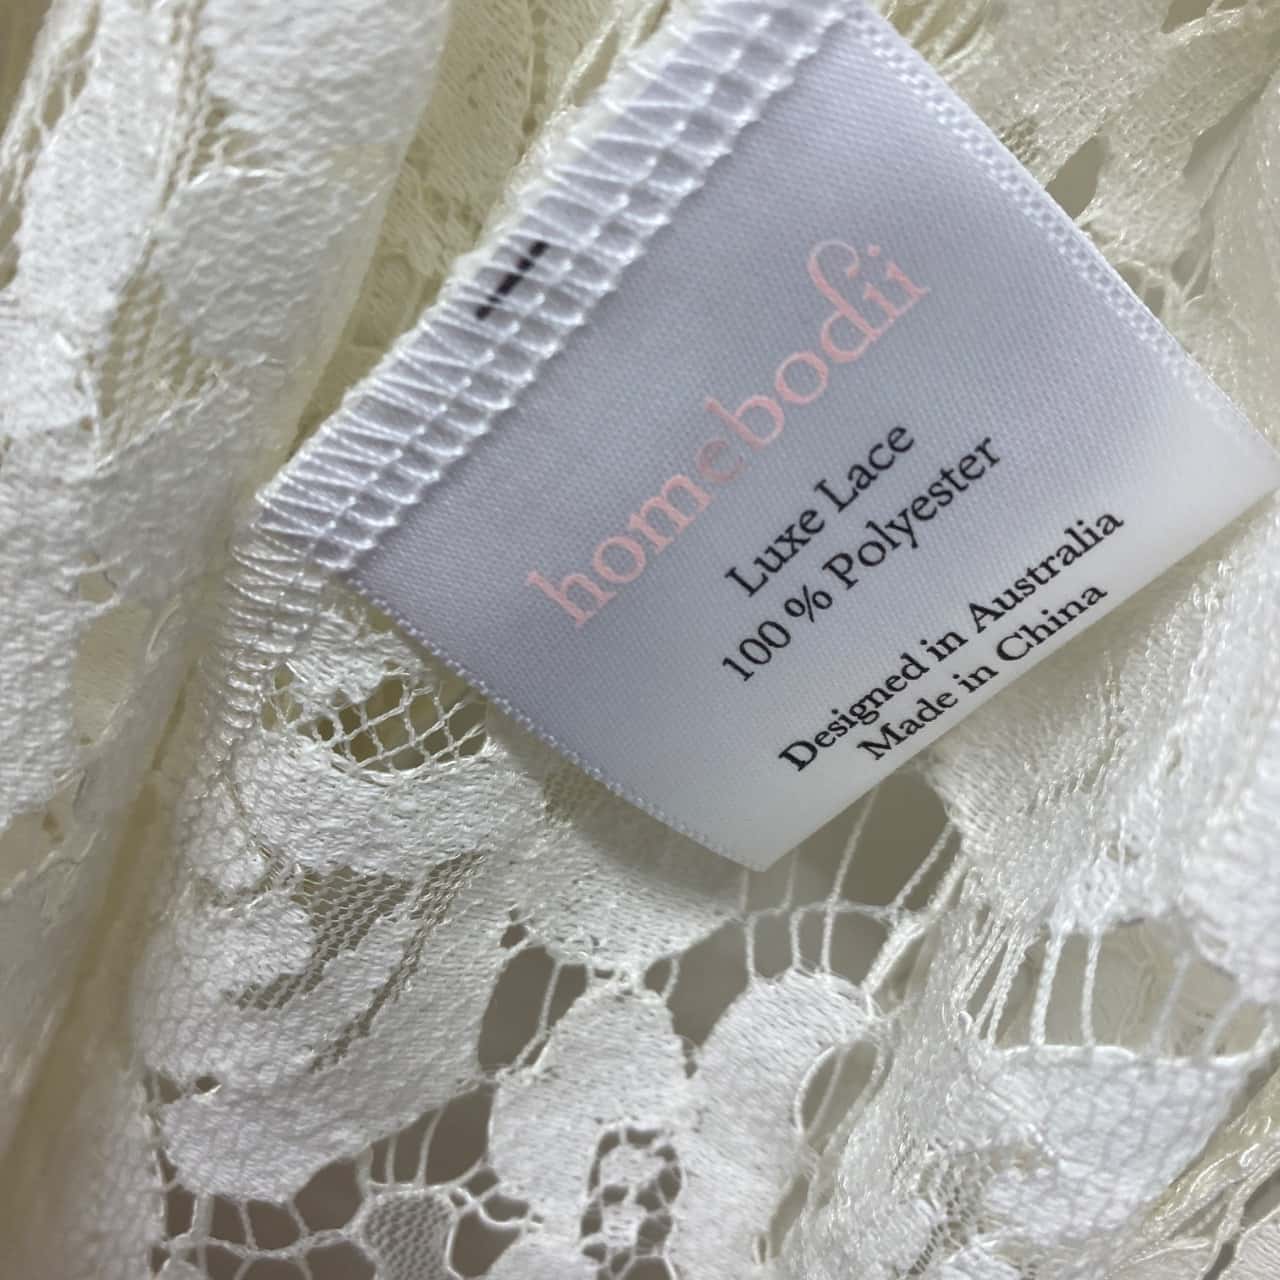 homebodii
Luxe Lace
100 % Polyester
Designed in Australia
Made in China